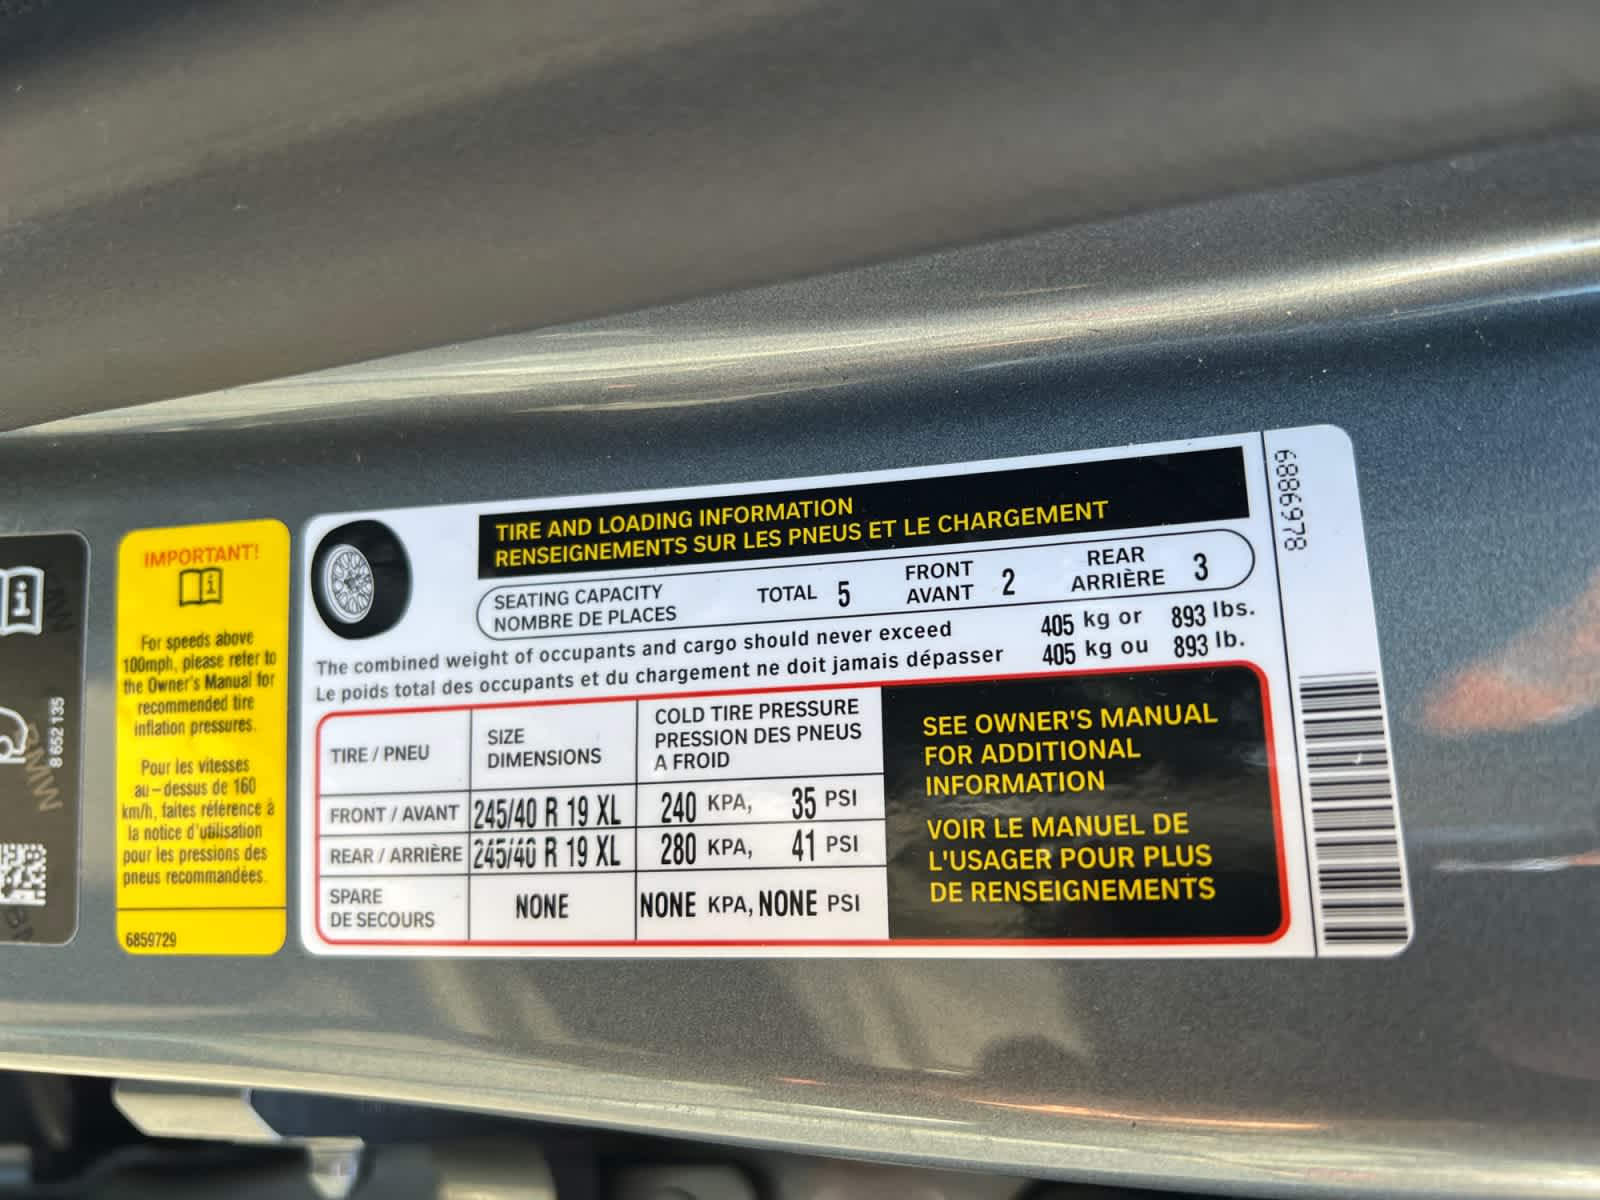 IMPORTANT!
For speeds above
100mph, please refer to
the Owner's Manual for
recommended tire
inflation pressures.
Pour les vitesses
au-dessus de 160
km/h, faites référence à
la notice d'utilisation
pour les pressions des
pneus recommandées.
6859729
8 652 135
BMW
TIRE AND LOADING INFORMATION
RENSEIGNEMENTS SUR LES PNEUS ET LE CHARGEMENT
SEATING CAPACITY
NOMBRE DE PLACES
TOTAL 5
FRONT
AVANT 2
REAR
ARRIÈRE 3
The combined weight of occupants and cargo should never exceed 405 kg or 893 lbs.
Le poids total des occupants et du chargement ne doit jamais dépasser 405 kg ou 893 lb.
TIRE / PNEU
SIZE
DIMENSIONS
COLD TIRE PRESSURE
PRESSION DES PNEUS
A FROID
FRONT / AVANT 245/40 R 19 XL 240 KPA, 35 PSI
REAR / ARRIÈRE 245/40 R 19 XL 280 KPA, 41 PSI
SPARE
DE SECOURS NONE NONE KPA, NONE PSI
SEE OWNER'S MANUAL
FOR ADDITIONAL
INFORMATION
VOIR LE MANUEL DE
L'USAGER POUR PLUS
DE RENSEIGNEMENTS
6886978